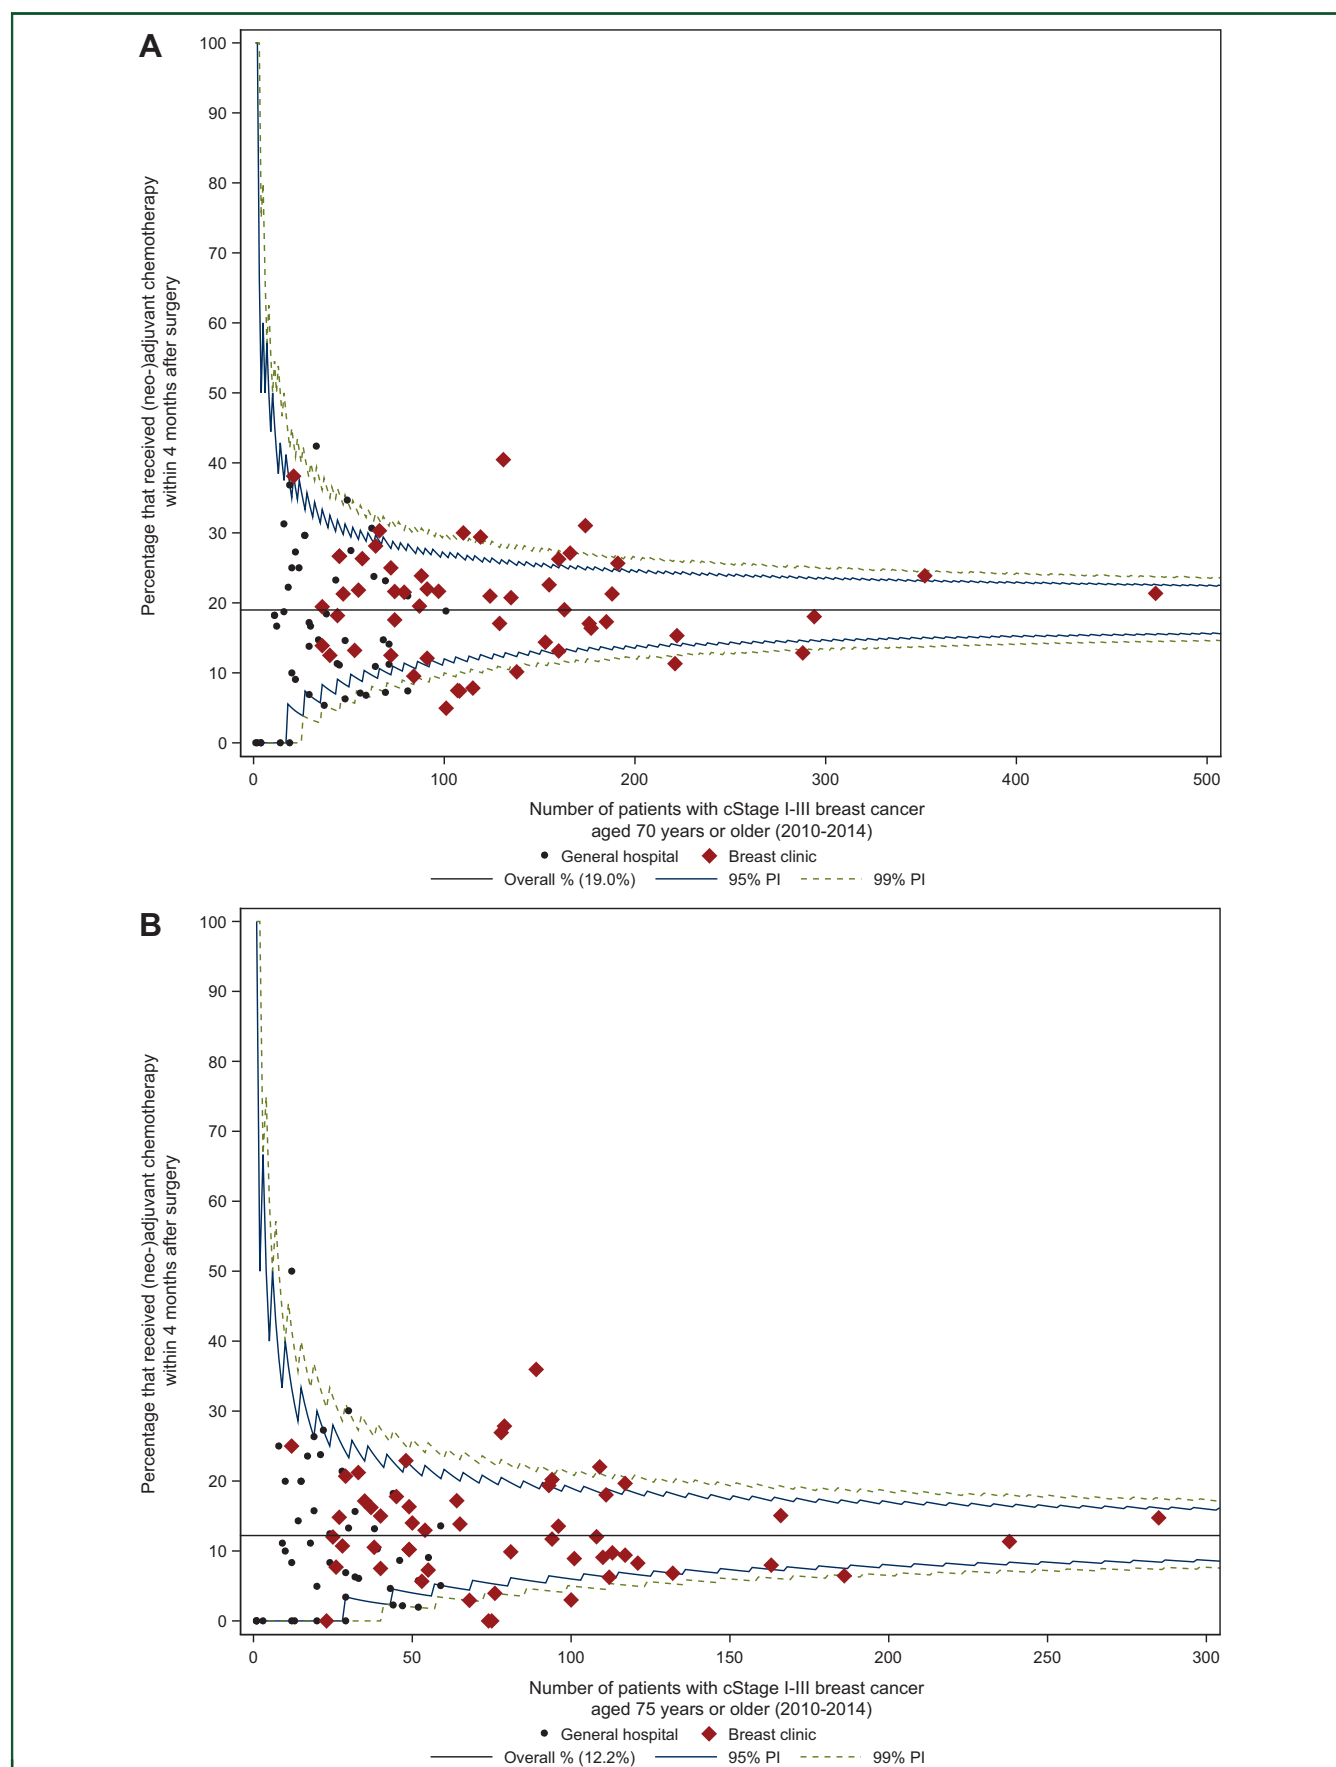 A
100
90
80
70
60
50
40
30
20
10
0
Percentage that received (neo-)adjuvant chemotherapy
within 4 months after surgery
0 100 200 300 400 500
Number of patients with cStage I-III breast cancer
aged 70 years or older (2010-2014)
General hospital Breast clinic
Overall % (19.0%) 95% PI 99% PI
B
100
90
80
70
60
50
40
30
20
10
0
Percentage that received (neo-)adjuvant chemotherapy
within 4 months after surgery
0 50 100 150 200 250 300
Number of patients with cStage I-III breast cancer
aged 75 years or older (2010-2014)
General hospital Breast clinic
Overall % (12.2%) 95% PI 99% PI